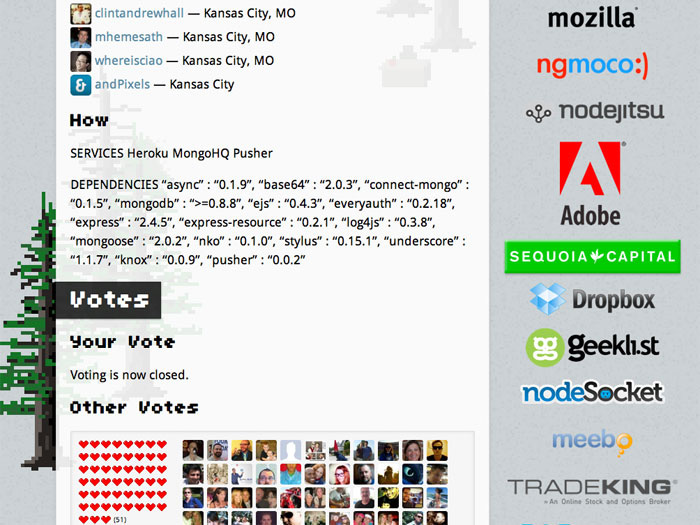 clintandrewhall — Kansas City, MO
mhemesath — Kansas City, MO
whereisciao — Kansas City, MO
andPixels — Kansas City
How
SERVICES Heroku MongoHQ Pusher
DEPENDENCIES “async” : “0.1.9”, “base64” : “2.0.3”, “connect-mongo” :
“0.1.5”, “mongodb” : “>=0.8.8”, “ejs” : “0.4.3”, “everyauth” : “0.2.18”,
“express” : “2.4.5”, “express-resource” : “0.2.1”, “log4js” : “0.3.8”,
“mongoose” : “2.0.2”, “nko” : “0.1.0”, “stylus” : “0.15.1”, “underscore” :
“1.1.7”, “knox” : “0.0.9”, “pusher” : “0.0.2”
Votes
Your Vote
Voting is now closed.
Other Votes
(51)
mozilla
ngmoco:)
nodejitsu
Adobe
SEQUOIA CAPITAL
Dropbox
geekli.st
nodeSocket
meebo
TRADEKING®
An Online Stock and Options Broker